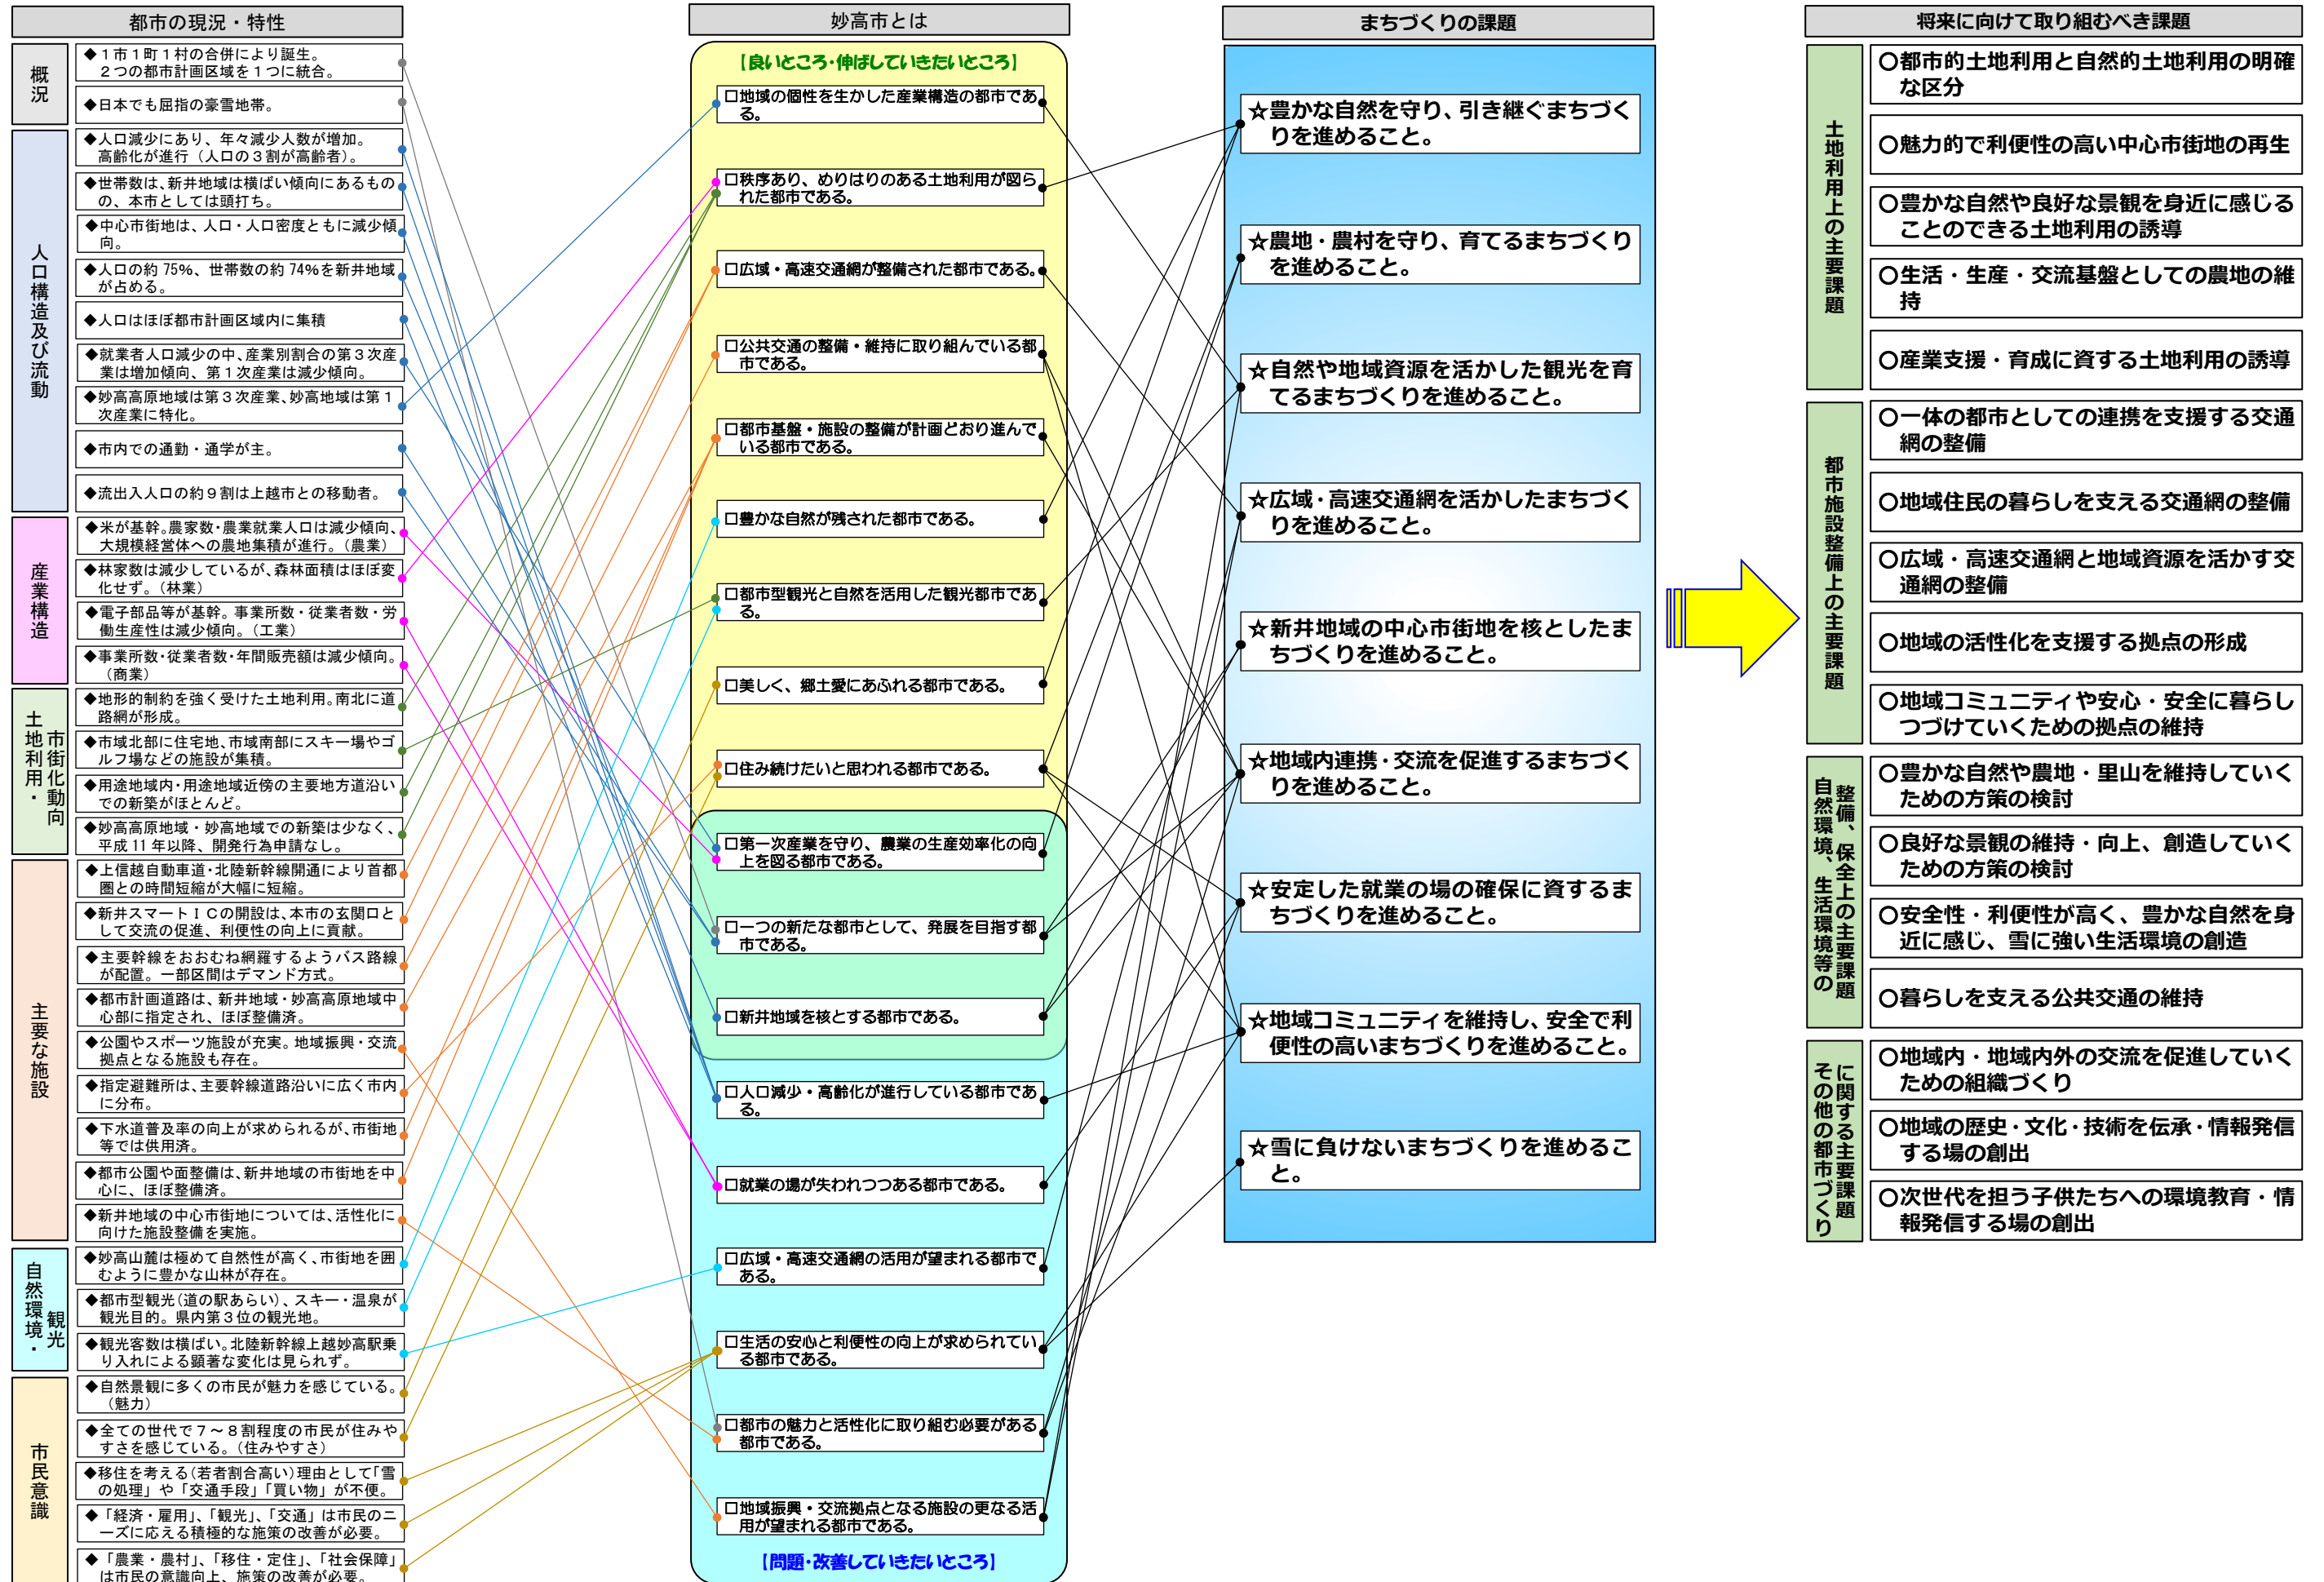 都市の現況・特性
概況
◆１市１町１村の合併により誕生。
２つの都市計画区域を１つに統合。
◆日本でも屈指の豪雪地帯。
人口構造及び流動
◆人口減少にあり、年々減少人数が増加。
高齢化が進行（人口の３割が高齢者）。
◆世帯数は、新井地域は横ばい傾向にあるもの
の、本市としては頭打ち。
◆中心市街地は、人口・人口密度ともに減少傾
向。
◆人口の約 75%、世帯数の約 74%を新井地域
が占める。
◆人口はほぼ都市計画区域内に集積
◆就業者人口減少の中、産業別割合の第３次産
業は増加傾向、第１次産業は減少傾向。
◆妙高高原地域は第３次産業、妙高地域は第１
次産業に特化。
◆市内での通勤・通学が主。
◆流出入人口の約９割は上越市との移動者。
産業構造
◆米が基幹。農家数・農業就業人口は減少傾向、
大規模経営体への農地集積が進行。（農業）
◆林家数は減少しているが、森林面積はほぼ変
化せず。（林業）
◆電子部品等が基幹。事業所数・従業者数・労
働生産性は減少傾向。（工業）
◆事業所数・従業者数・年間販売額は減少傾向。
（商業）
土地利用・
市街化動向
◆地形的制約を強く受けた土地利用。南北に道
路網が形成。
◆市域北部に住宅地、市域南部にスキー場やゴ
ルフ場などの施設が集積。
◆用途地域内・用途地域近傍の主要地方道沿い
での新築がほとんど。
◆妙高高原地域・妙高地域での新築は少なく、
平成 11 年以降、開発行為申請なし。
主要な施設
◆上信越自動車道・北陸新幹線開通により首都
圏との時間短縮が大幅に短縮。
◆新井スマートＩＣの開設は、本市の玄関口と
して交流の促進、利便性の向上に貢献。
◆主要幹線をおおむね網羅するようバス路線
が配置。一部区間はデマンド方式。
◆都市計画道路は、新井地域・妙高高原地域中
心部に指定され、ほぼ整備済。
◆公園やスポーツ施設が充実。地域振興・交流
拠点となる施設も存在。
◆指定避難所は、主要幹線道路沿いに広く市内
に分布。
◆下水道普及率の向上が求められるが、市街地
等では供用済。
◆都市公園や面整備は、新井地域の市街地を中
心に、ほぼ整備済。
◆新井地域の中心市街地については、活性化に
向けた施設整備を実施。
自然環境・
観光
◆妙高山麓は極めて自然性が高く、市街地を囲
むように豊かな山林が存在。
◆都市型観光（道の駅あらい）、スキー・温泉が
観光目的。県内第３位の観光地。
◆観光客数は横ばい。北陸新幹線上越妙高駅乗
り入れによる顕著な変化は見られず。
市民意識
◆自然景観に多くの市民が魅力を感じている。
（魅力）
◆全ての世代で７～８割程度の市民が住みや
すさを感じている。（住みやすさ）
◆移住を考える（若者割合高い）理由として「雪
の処理」や「交通手段」「買い物」が不便。
◆「経済・雇用」、「観光」、「交通」は市民のニ
ーズに応える積極的な施策の改善が必要。
◆「農業・農村」、「移住・定住」、「社会保障」
は市民の意識向上、施策の改善が必要。
妙高市とは
【良いところ・伸ばしていきたいところ】
□地域の個性を生かした産業構造の都市であ
る。
□秩序あり、めりはりのある土地利用が図ら
れた都市である。
□広域・高速交通網が整備された都市である。
□公共交通の整備・維持に取り組んでいる都
市である。
□都市基盤・施設の整備が計画どおり進んで
いる都市である。
□豊かな自然が残された都市である。
□都市型観光と自然を活用した観光都市であ
る。
□美しく、郷土愛にあふれる都市である。
□住み続けたいと思われる都市である。
□第一次産業を守り、農業の生産効率化の向
上を図る都市である。
□一つの新たな都市として、発展を目指す都
市である。
□新井地域を核とする都市である。
□人口減少・高齢化が進行している都市であ
る。
□就業の場が失われつつある都市である。
□広域・高速交通網の活用が望まれる都市で
ある。
□生活の安心と利便性の向上が求められてい
る都市である。
□都市の魅力と活性化に取り組む必要がある
都市である。
□地域振興・交流拠点となる施設の更なる活
用が望まれる都市である。
【問題・改善していきたいところ】
まちづくりの課題
☆豊かな自然を守り、引き継ぐまちづく
りを進めること。
☆農地・農村を守り、育てるまちづくり
を進めること。
☆自然や地域資源を活かした観光を育
てるまちづくりを進めること。
☆広域・高速交通網を活かしたまちづく
りを進めること。
☆新井地域の中心市街地を核としたま
ちづくりを進めること。
☆地域内連携・交流を促進するまちづく
りを進めること。
☆安定した就業の場の確保に資するま
ちづくりを進めること。
☆地域コミュニティを維持し、安全で利
便性の高いまちづくりを進めること。
☆雪に負けないまちづくりを進めるこ
と。
将来に向けて取り組むべき課題
土地利用上の主要課題
○都市的土地利用と自然的土地利用の明確
な区分
○魅力的で利便性の高い中心市街地の再生
○豊かな自然や良好な景観を身近に感じる
ことのできる土地利用の誘導
○生活・生産・交流基盤としての農地の維
持
○産業支援・育成に資する土地利用の誘導
都市施設整備上の主要課題
○一体の都市としての連携を支援する交通
網の整備
○地域住民の暮らしを支える交通網の整備
○広域・高速交通網と地域資源を活かす交
通網の整備
○地域の活性化を支援する拠点の形成
○地域コミュニティや安心・安全に暮らし
つづけていくための拠点の維持
自然環境、生活環境等の
整備、保全上の主要課題
○豊かな自然や農地・里山を維持していく
ための方策の検討
○良好な景観の維持・向上、創造していく
ための方策の検討
○安全性・利便性が高く、豊かな自然を身
近に感じ、雪に強い生活環境の創造
○暮らしを支える公共交通の維持
その他の都市づくり
に関する主要課題
○地域内・地域内外の交流を促進していく
ための組織づくり
○地域の歴史・文化・技術を伝承・情報発信
する場の創出
○次世代を担う子供たちへの環境教育・情
報発信する場の創出